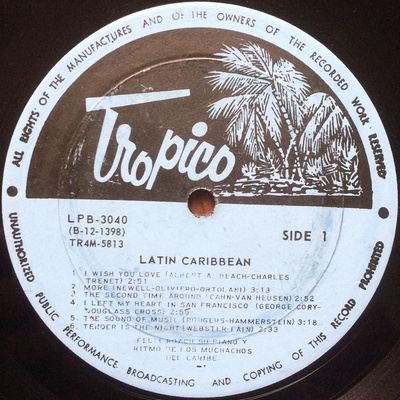 ALL RIGHTS OF THE MANUFACTURES AND OF THE OWNERS OF THE RECORDED WORK RESERVED
Tropico
LPB-3040
(B-12-1398)
TR4M-5813
SIDE 1
LATIN CARIBBEAN
1 I WISH YOU LOVE (ALBERT A. BEACH-CHARLES
TRENET) 2:51
2. MORE (NEWELL-OLIVIERO-ORTOLANI) 3:13
3. THE SECOND TIME AROUND (CAHN-VAN HEUSEN) 2:52
4. I LEFT MY HEART IN SAN FRANCISCO (GEORGE CORY-
DOUGLASS CROSS) 2:59
5. THE SOUND OF MUSIC (RODGERS-HAMMERSTEIN) 3:18
6. TENDER IS THE NIGHT (WEBSTER-FAIN) 2:33
SU PIANO Y
RITMO DE LOS MUCHACHOS
DEL CARIBE
UNAUTHORIZED PUBLIC PERFORMANCE BROADCASTING AND COPYING OF THIS RECORD PROHIBITED